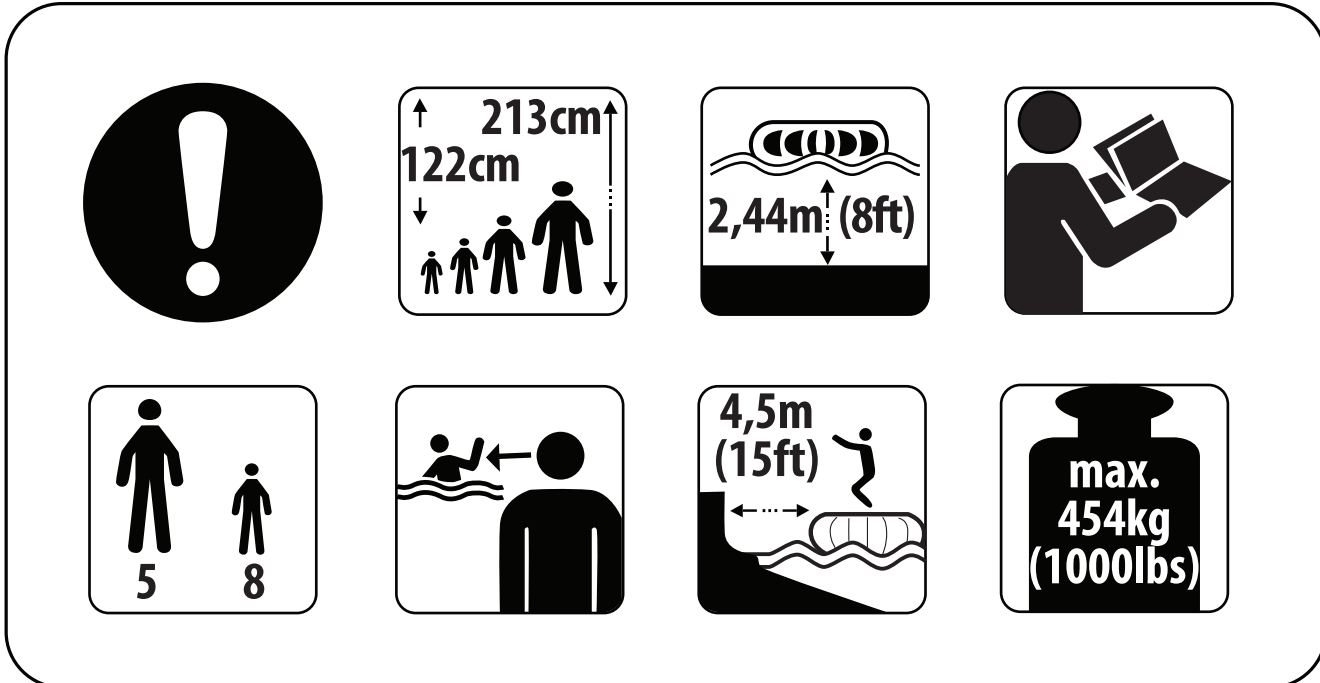 213cm
122cm
2,44m (8ft)
5 8
4,5m
(15ft)
max.
454kg
(1000lbs)